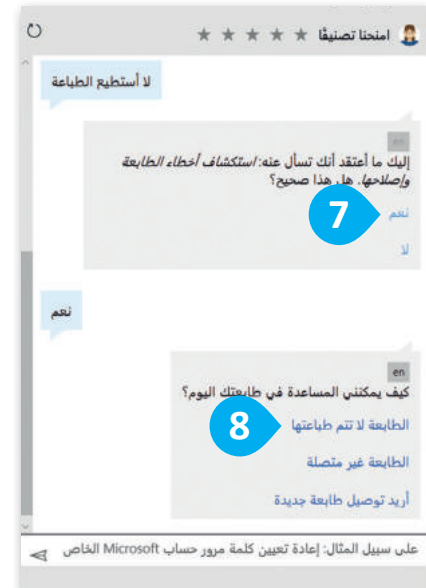 امنحنا تصنيفًا
لا أستطيع الطباعة
en
إليك ما أعتقد أنك تسأل عنه: استكشاف أخطاء الطابعة
وإصلاحها. هل هذا صحيح؟
نعم
7
لا
نعم
en
كيف يمكنني المساعدة في طابعتك اليوم؟
الطابعة لا تتم طباعتها
8
الطابعة غير متصلة
أريد توصيل طابعة جديدة
على سبيل المثال: إعادة تعيين كلمة مرور حساب Microsoft الخاص